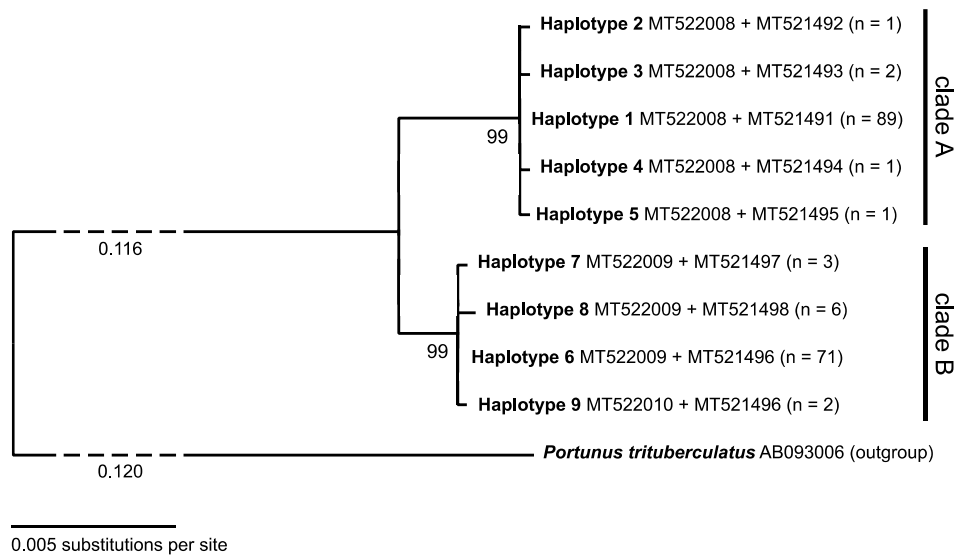 Haplotype 2 MT522008 + MT521492 (n = 1)
Haplotype 3 MT522008 + MT521493 (n = 2)
Haplotype 1 MT522008 + MT521491 (n = 89)
99
Haplotype 4 MT522008 + MT521494 (n = 1)
Haplotype 5 MT522008 + MT521495 (n = 1)
clade A
0.116
Haplotype 7 MT522009 + MT521497 (n = 3)
Haplotype 8 MT522009 + MT521498 (n = 6)
99
Haplotype 6 MT522009 + MT521496 (n = 71)
Haplotype 9 MT522010 + MT521496 (n = 2)
clade B
Portunus trituberculatus AB093006 (outgroup)
0.120
0.005 substitutions per site